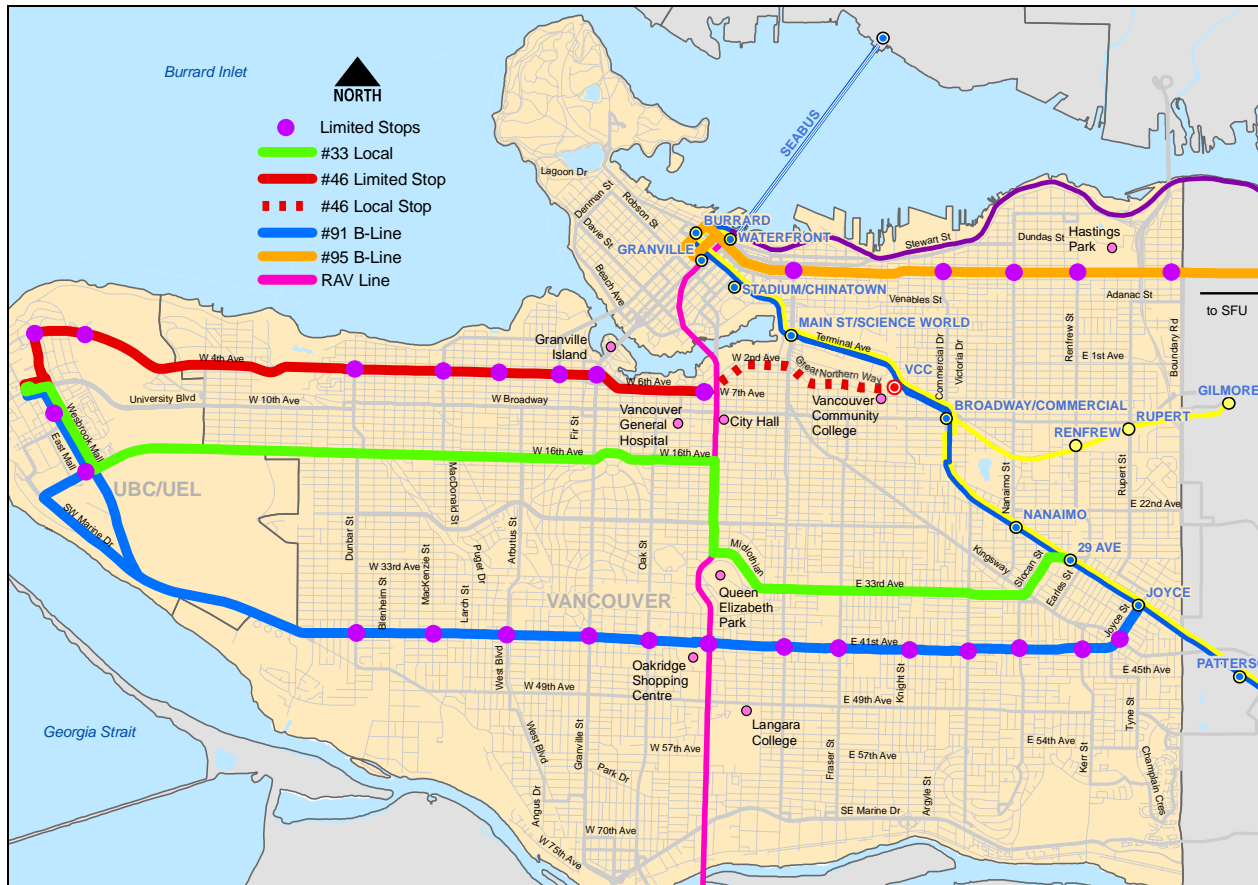 Burrard Inlet
NORTH
Limited Stops
#33 Local
#46 Limited Stop
#46 Local Stop
#91 B-Line
#95 B-Line
RAV Line
SEABUS
Lagoon Dr
Denman St
Robson St
Davie St
Beach Ave
BURRARD
WATERFRONT
GRANVILLE
STADIUM/CHINATOWN
Stewart St
Dundas St
Hastings
Park
Venables St
Adanac St
to SFU
MAIN ST/SCIENCE WORLD
Terminal Ave
Granville
Island
W 2nd Ave
Great Northern Way
VCC
Commercial Dr
Victoria Dr
Renfrew St
E 1st Ave
Boundary Rd
GILMORE
W 4th Ave
W 6th Ave
W 7th Ave
University Blvd
W 10th Ave
W Broadway
Fir St
Vancouver
General
Hospital
City Hall
Vancouver
Community
College
BROADWAY/COMMERCIAL
RUPERT
RENFREW
Wesbrook Mall
East Mall
W 16th Ave
W 16th Ave
UBC/UEL
SW Marine Dr
MacDonald St
Nanaimo St
Rupert St
E 22nd Ave
NANAIMO
Dunbar St
Arbutus St
Puget Dr
Oak St
Midlothian
Kingsway
Slocan St
29 AVE
Earles St
W 33rd Ave
Blenheim St
MacKenzie St
Larch St
E 33rd Ave
Queen
Elizabeth
Park
VANCOUVER
JOYCE
Joyce St
E 41st Ave
West Blvd
Oakridge
Shopping
Centre
Knight St
E 45th Ave
PATTERSO
W 49th Ave
E 49th Ave
Georgia Strait
West Blvd
Granville St
Langara
College
Tyne St
W 57th Ave
Fraser St
E 57th Ave
E 54th Ave
Kerr St
Champlain Cres
Park Dr
Angus Dr
Argyle St
SE Marine Dr
W 70th Ave
W 75th Ave